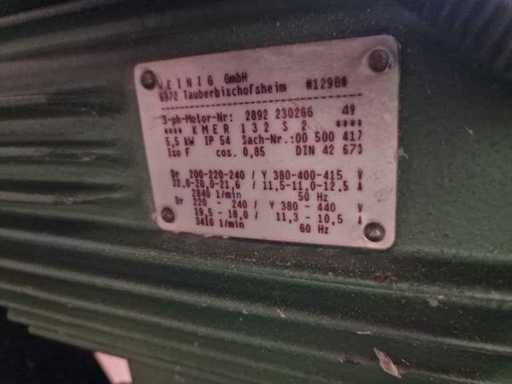 WEINIG GmbH
6972 Tauberbischofsheim #1290#
3-ph-Motor-Nr: 2892 230266 49
**** KMER 132 S 2 ****
5,5 kW IP 54 Sach-Nr.:00 500 417
Iso F cos. 0,85 DIN 42 673
Dr 200-220-240 / Y 380-400-415 V
22,0-20,0-21,6 / 11,5-11,0-12,5 A
2840 1/min 50 Hz
Dr 220 - 240/ Y 380 - 440 V
19,5 - 18,0 / 11,3 - 10,5 A
3410 1/min 60 Hz